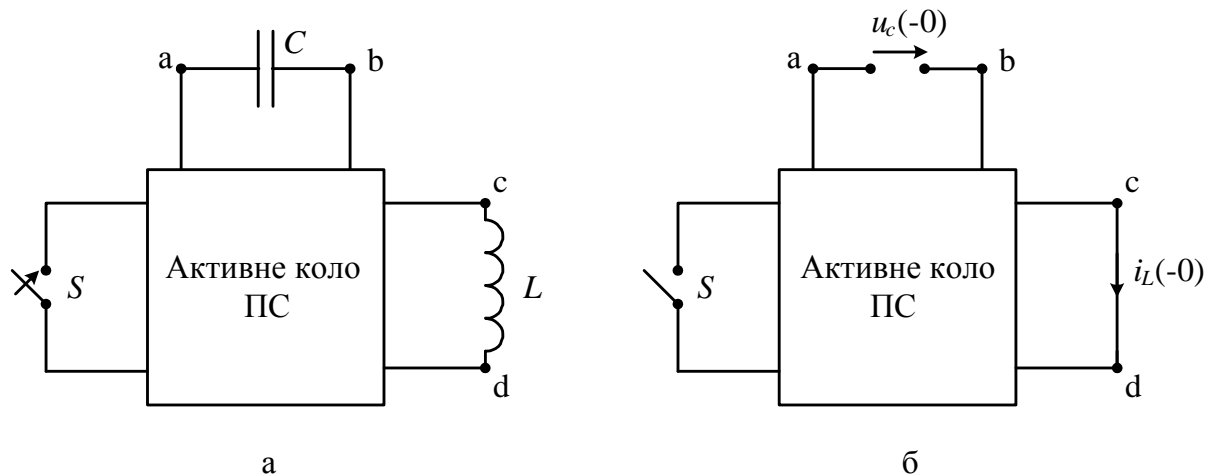 C
a
b
c
Активне коло
ПС
S
L
d
а
u_c(-0)
a
b
c
Активне коло
ПС
S
i_L(-0)
d
б